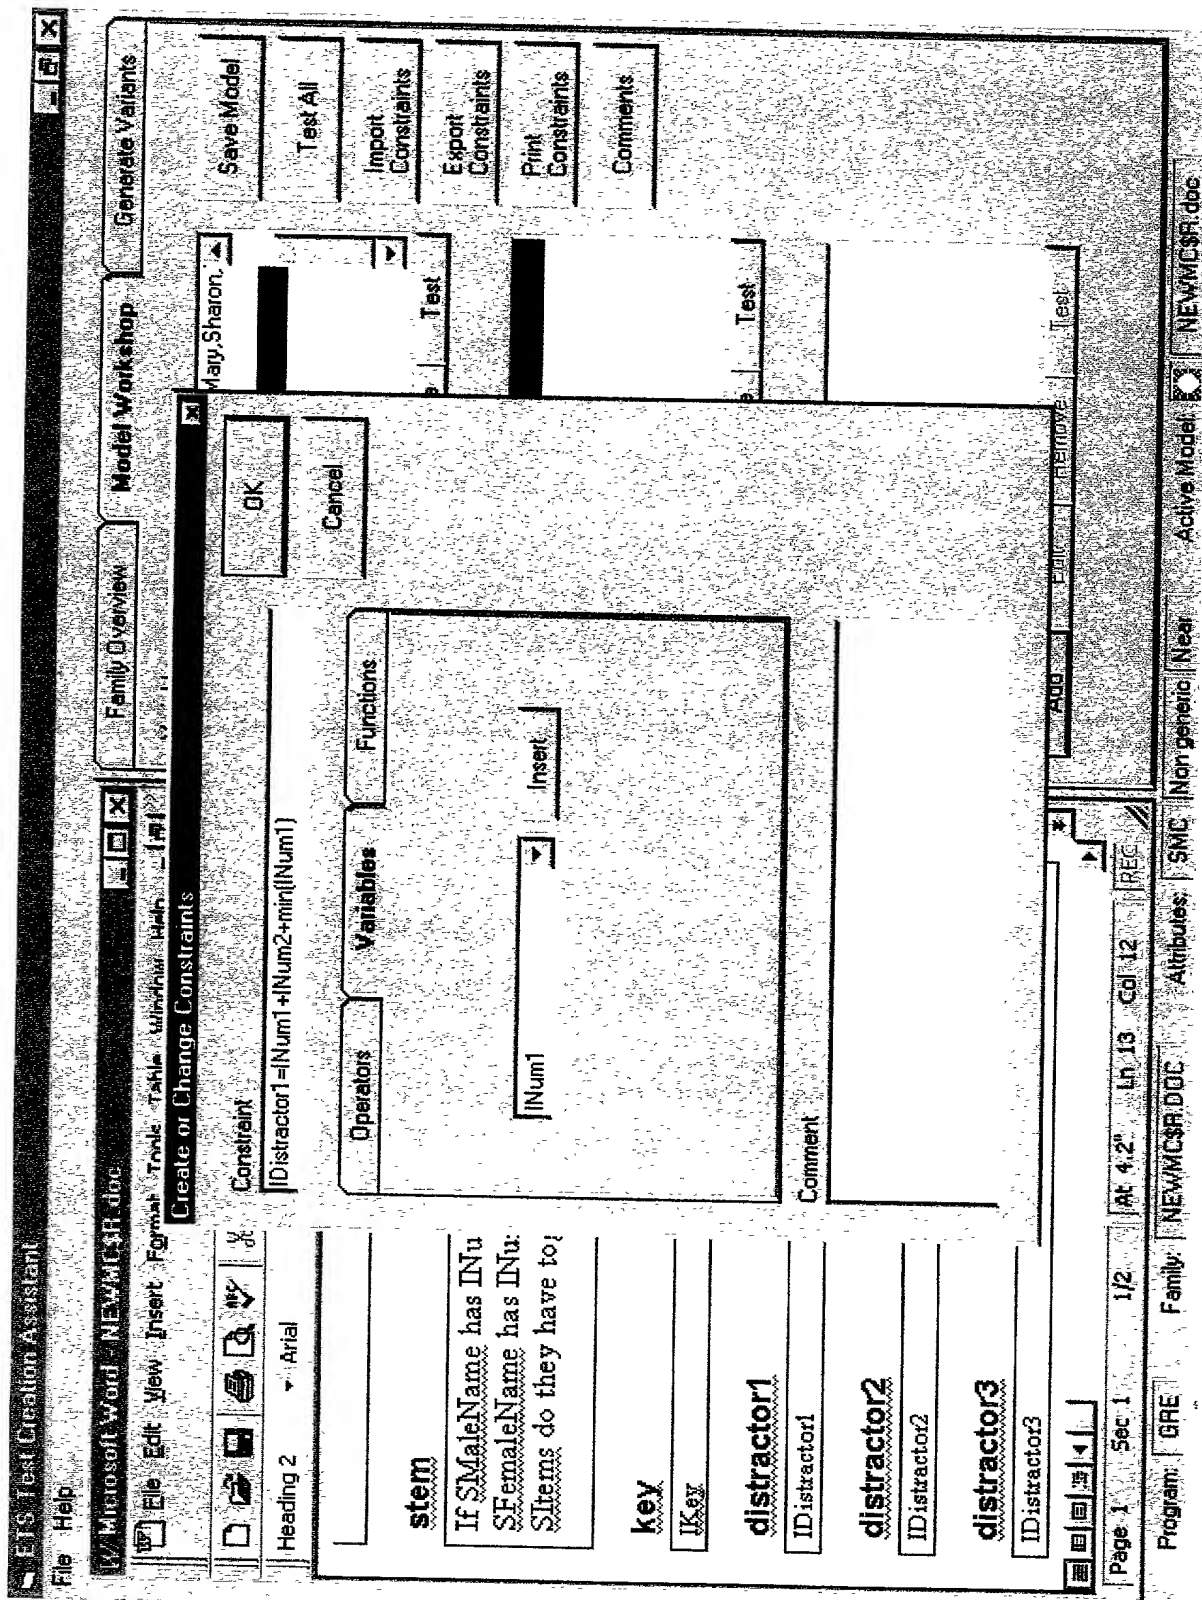 ETS Test Creation Assistant
File Help
Microsoft Word - NEWMC$R.doc
File Edit View Insert Format Tools Table Window Help
Heading 2 Arial
stem
If SMaleName has INu
SFemaleName has INu
SItems do they have to
key
IKey
distractor1
IDistractor1
distractor2
IDistractor2
distractor3
IDistractor3
Page 1 Sec 1 1/2 At 4.2" Ln 13 Col 12 REC
Family Overview
Model Workshop
Generate Variants
Create or Change Constraints
Constraint
IDistractor1=INum1+INum2+min(INum1)
OK
Cancel
Operators
Variables
Functions
INum1
Insert
Comment
Mary,Sharon,
Test
Test
Add
Edit
Remove
Test
Save Model
Test All
Import
Constraints
Export
Constraints
Print
Constraints
Comments
Program: GRE Family: NEWMC$R.DOC Attributes: SMC Non generic Near Active Model: NEWMC$R.doc